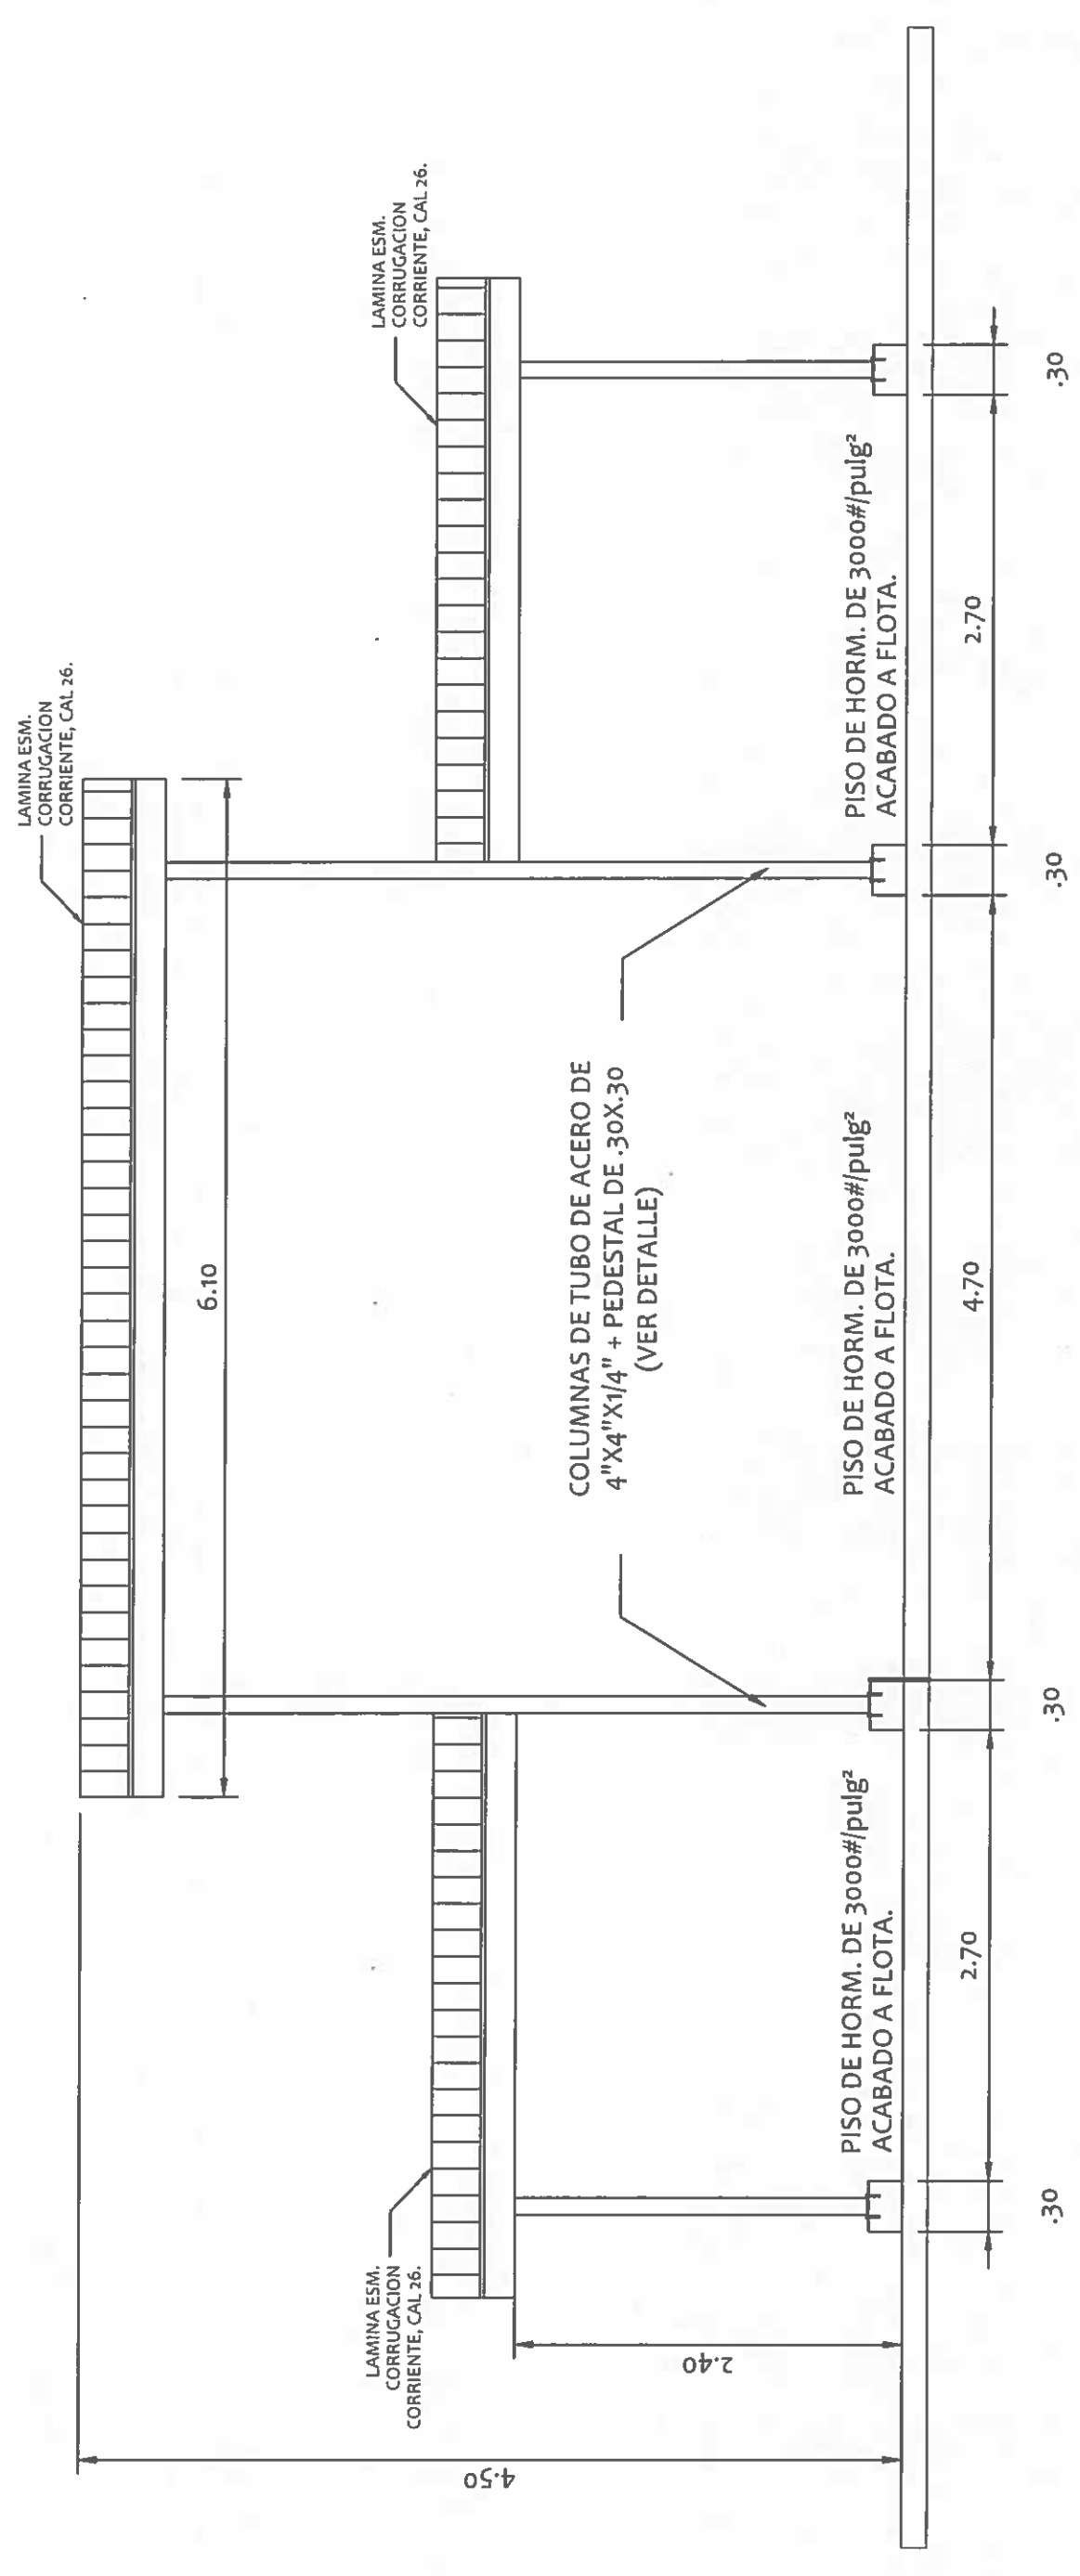 LAMINA ESM.
CORRUGACION
CORRIENTE, CAL 26.
6.10
LAMINA ESM.
CORRUGACION
CORRIENTE, CAL 26.
LAMINA ESM.
CORRUGACION
CORRIENTE, CAL 26.
4.50
2.40
COLUMNAS DE TUBO DE ACERO DE
4"X4"X1/4" + PEDESTAL DE .30X.30
(VER DETALLE)
PISO DE HORM. DE 3000#/pulg²
ACABADO A FLOTA.
PISO DE HORM. DE 3000#/pulg²
ACABADO A FLOTA.
PISO DE HORM. DE 3000#/pulg²
ACABADO A FLOTA.
2.70
4.70
2.70
.30
.30
.30
.30